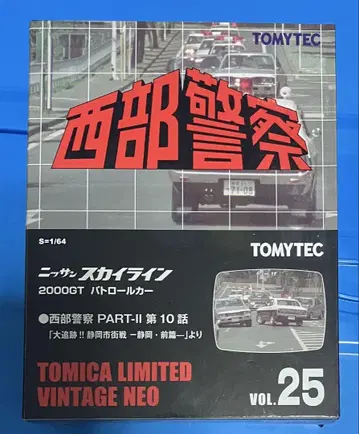 TOMYTEC
西部警察
S=1/64
TOMYTEC
ニッサン スカイライン
2000GT パトロールカー
●西部警察 PART-II 第10話
「大追跡!! 静岡市街戦 ー静岡・前篇ー」より
TOMICA LIMITED
VINTAGE NEO
VOL.25